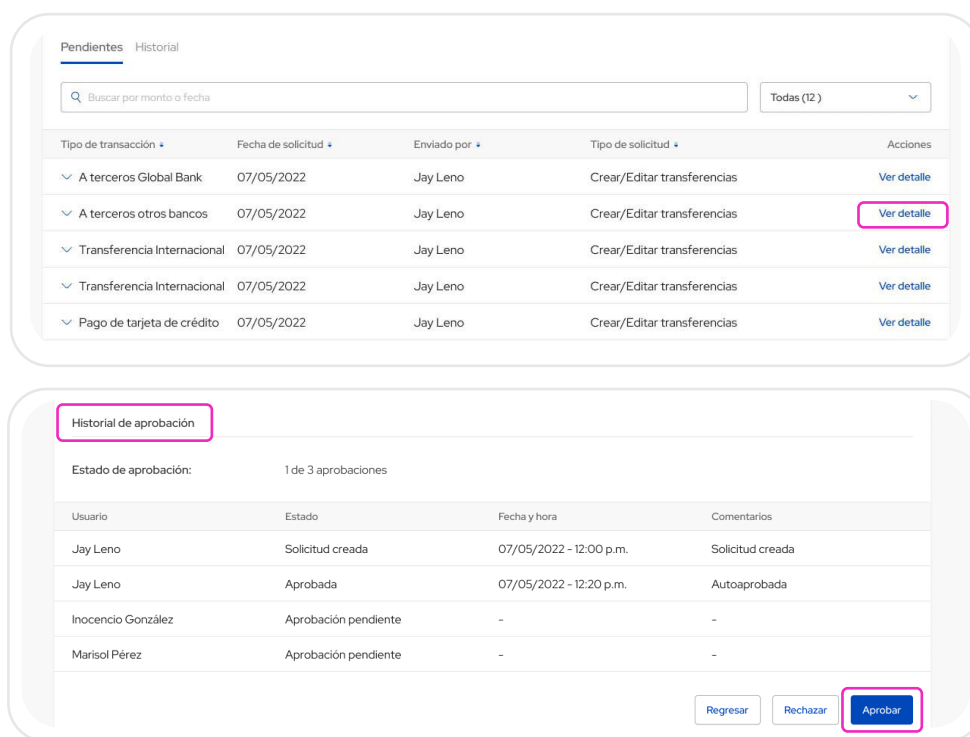 Pendientes Historial
Buscar por monto o fecha Todas (12 )
Tipo de transacción Fecha de solicitud Enviado por Tipo de solicitud Acciones
A terceros Global Bank 07/05/2022 Jay Leno Crear/Editar transferencias Ver detalle
A terceros otros bancos 07/05/2022 Jay Leno Crear/Editar transferencias Ver detalle
Transferencia Internacional 07/05/2022 Jay Leno Crear/Editar transferencias Ver detalle
Transferencia Internacional 07/05/2022 Jay Leno Crear/Editar transferencias Ver detalle
Pago de tarjeta de crédito 07/05/2022 Jay Leno Crear/Editar transferencias Ver detalle
Historial de aprobación
Estado de aprobación: 1 de 3 aprobaciones
Usuario Estado Fecha y hora Comentarios
Jay Leno Solicitud creada 07/05/2022 - 12:00 p.m. Solicitud creada
Jay Leno Aprobada 07/05/2022 - 12:20 p.m. Autoaprobada
Inocencio González Aprobación pendiente - -
Marisol Pérez Aprobación pendiente - -
Regresar Rechazar Aprobar